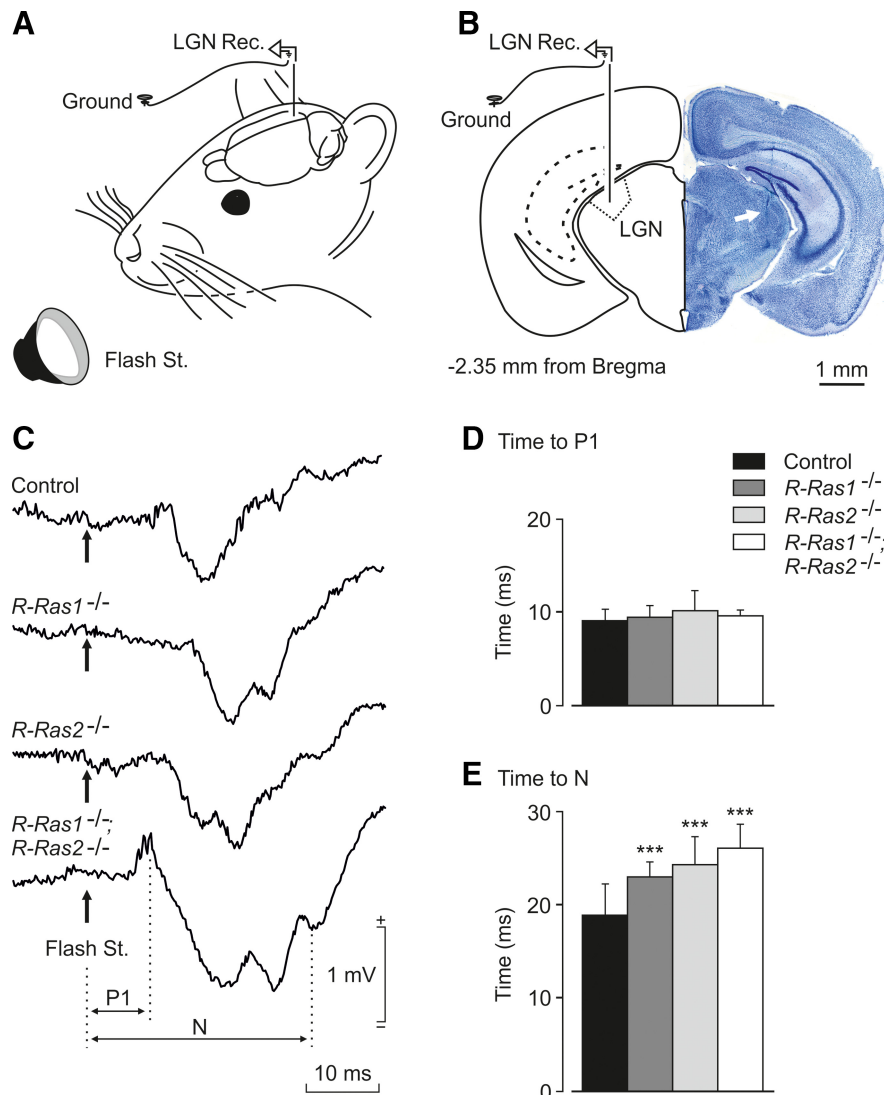 A
LGN Rec.
Ground
Flash St.
B
LGN Rec.
Ground
LGN
-2.35 mm from Bregma
1 mm
C
Control
R-Ras1 -/-
R-Ras2 -/-
R-Ras1 -/-;
R-Ras2 -/-
Flash St.
P1
N
+
1 mV
=
10 ms
D Time to P1
Control
R-Ras1 -/-
R-Ras2 -/-
R-Ras1 -/-;
R-Ras2 -/-
20
10
0
Time (ms)
E Time to N
30
20
10
0
Time (ms)
***
***
***